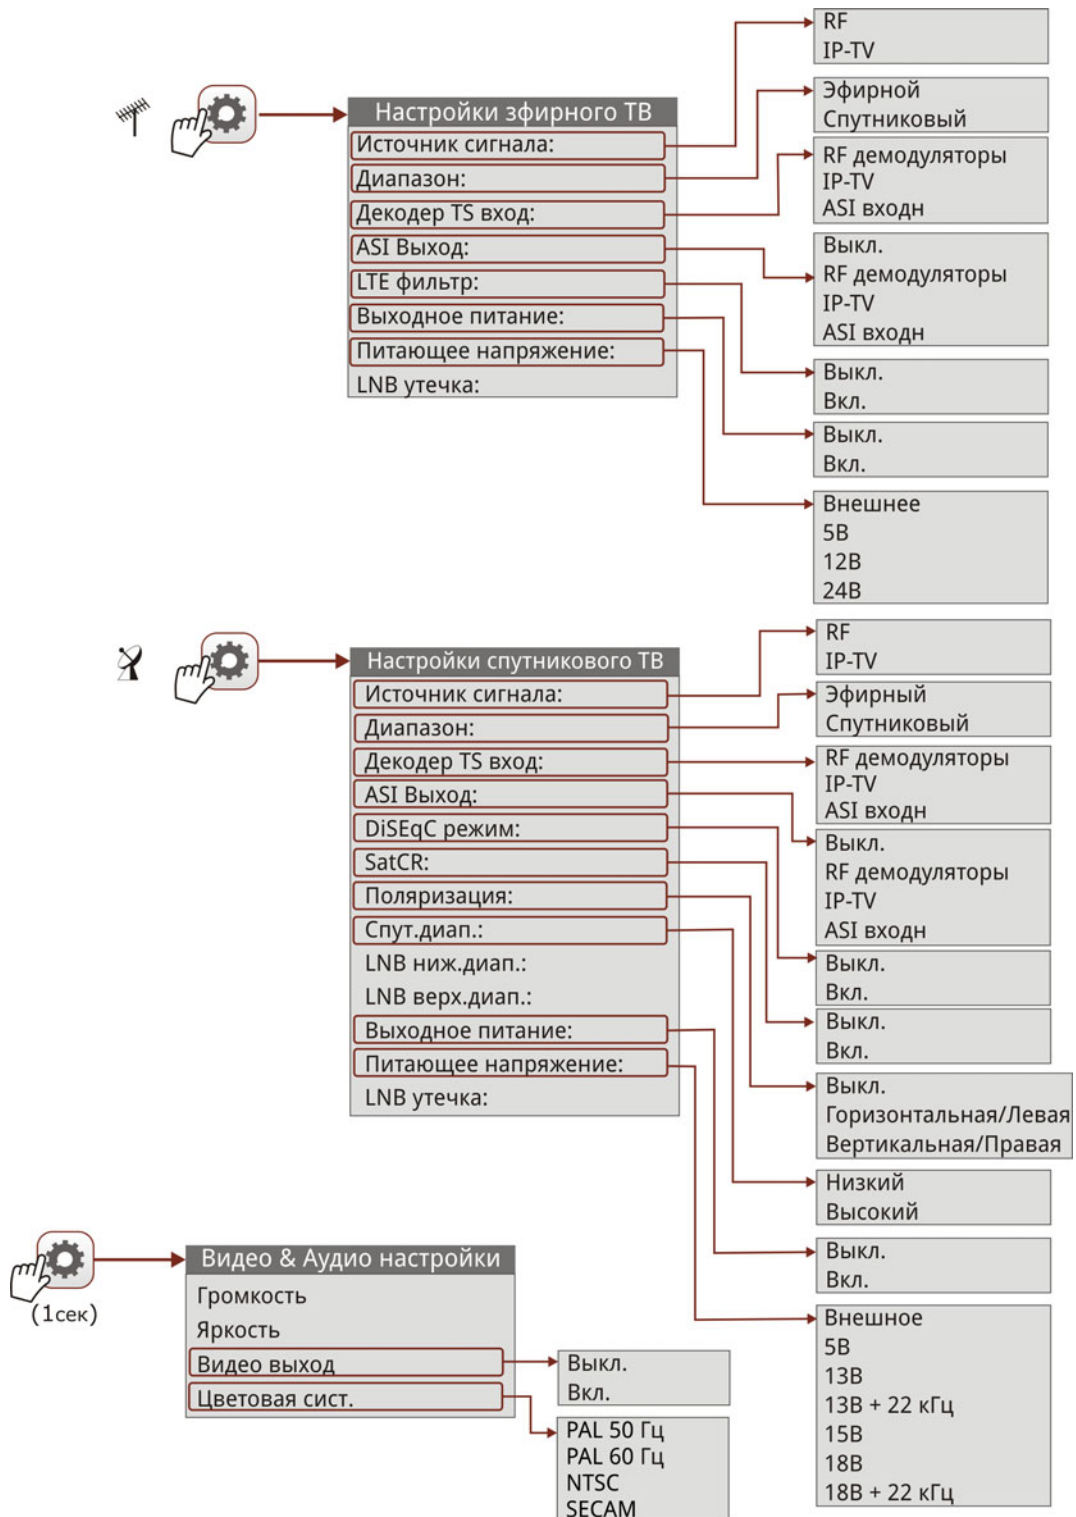 Настройки зфирного ТВ
Источник сигнала:
Диапазон:
Декодер TS вход:
ASI Выход:
LTE фильтр:
Выходное питание:
Питающее напряжение:
LNB утечка:
RF
IP-TV
Эфирной
Спутниковый
RF демодуляторы
IP-TV
ASI входн
Выкл.
RF демодуляторы
IP-TV
ASI входн
Выкл.
Вкл.
Выкл.
Вкл.
Внешнее
5В
12В
24В
Настройки спутникового ТВ
Источник сигнала:
Диапазон:
Декодер TS вход:
ASI Выход:
DiSEqC режим:
SatCR:
Поляризация:
Спут.диап.:
LNB ниж.диап.:
LNB верх.диап.:
Выходное питание:
Питающее напряжение:
LNB утечка:
RF
IP-TV
Эфирный
Спутниковый
RF демодуляторы
IP-TV
ASI входн
Выкл.
RF демодуляторы
IP-TV
ASI входн
Выкл.
Вкл.
Выкл.
Вкл.
Выкл.
Горизонтальная/Левая
Вертикальная/Правая
Низкий
Высокий
Выкл.
Вкл.
Внешное
5В
13В
13В + 22 кГц
15В
18В
18В + 22 кГц
(1сек)
Видео & Аудио настройки
Громкость
Яркость
Видео выход
Цветовая сист.
Выкл.
Вкл.
PAL 50 Гц
PAL 60 Гц
NTSC
SECAM